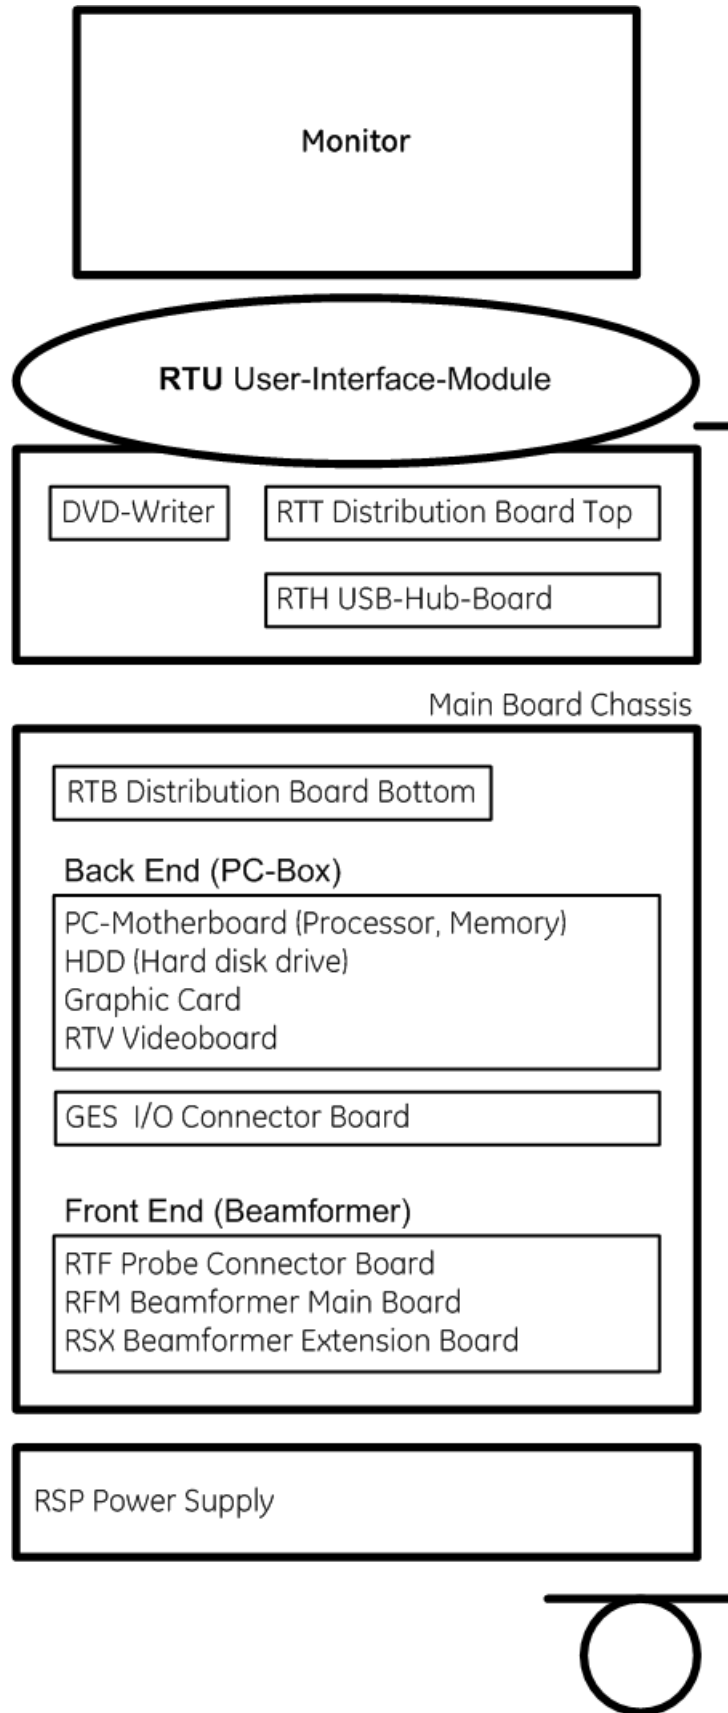 Monitor
RTU User-Interface-Module
DVD-Writer
RTT Distribution Board Top
RTH USB-Hub-Board
Main Board Chassis
RTB Distribution Board Bottom
Back End (PC-Box)
PC-Motherboard (Processor, Memory)
HDD (Hard disk drive)
Graphic Card
RTV Videoboard
GES I/O Connector Board
Front End (Beamformer)
RTF Probe Connector Board
RFM Beamformer Main Board
RSX Beamformer Extension Board
RSP Power Supply